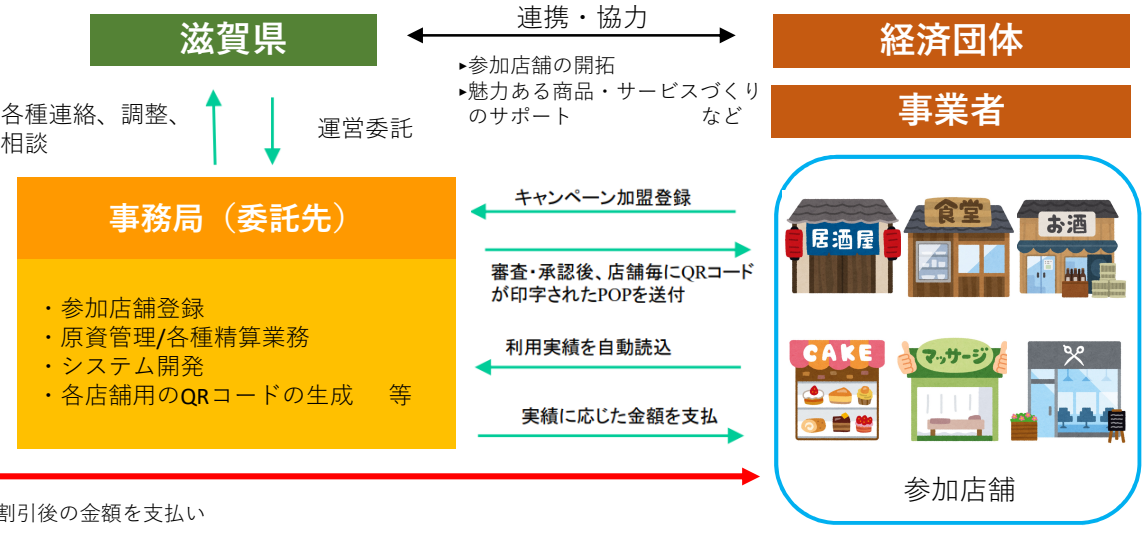 滋賀県
連携・協力
▸参加店舗の開拓
▸魅力ある商品・サービスづくり
のサポート など
経済団体
事業者
各種連絡、調整、
相談
運営委託
事務局（委託先）
・参加店舗登録
・原資管理/各種精算業務
・システム開発
・各店舗用のQRコードの生成 等
キャンペーン加盟登録
審査・承認後、店舗毎にQRコード
が印字されたPOPを送付
利用実績を自動読込
実績に応じた金額を支払
居酒屋
食堂
お酒
CAKE
マッサージ
参加店舗
割引後の金額を支払い